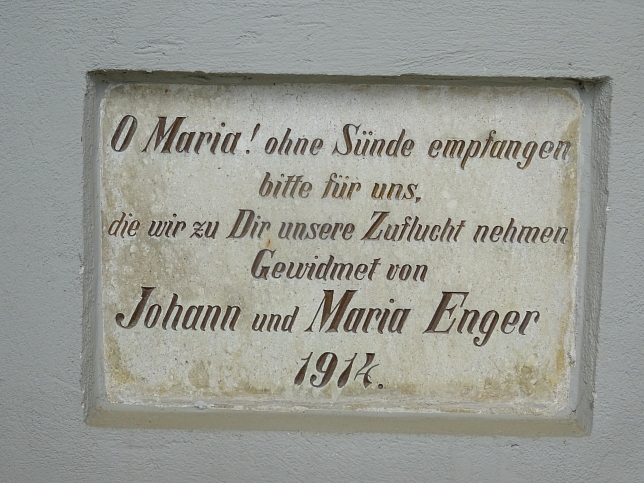 O Maria! ohne Sünde empfangen
bitte für uns,
die wir zu Dir unsere Zuflucht nehmen
Gewidmet von
Johann und Maria Enger
1914.